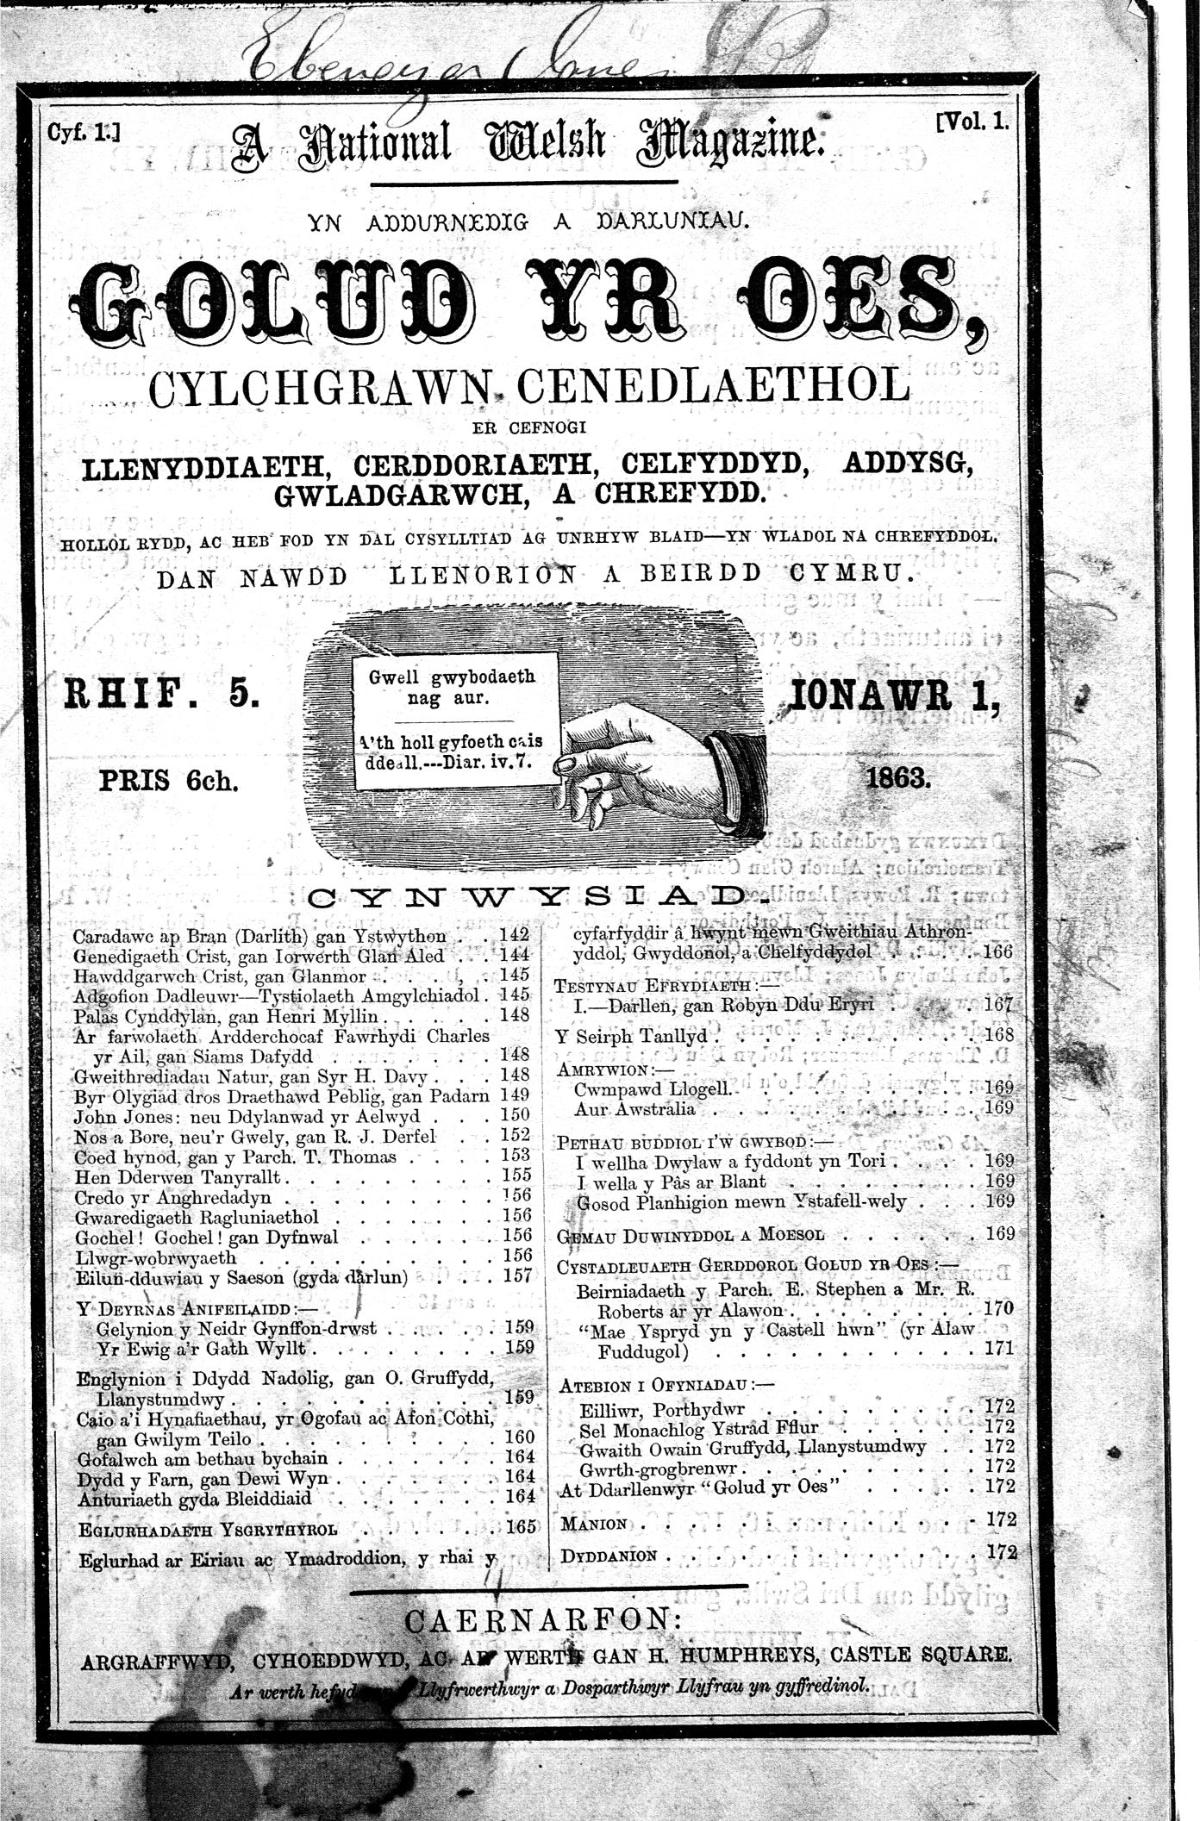 Ebenezer Jones
Cyf. 1.]
[Vol. 1.
A National Welsh Magazine.
YN ADDURNEDIG A DARLUNIAU.
GOLUD YR OES,
CYLCHGRAWN CENEDLAETHOL
ER CEFNOGI
LLENYDDIAETH, CERDDORIAETH, CELFYDDYD, ADDYSG,
GWLADGARWCH, A CHREFYDD.
HOLLOL RYDD, AC HEB FOD YN DAL CYSYLLTIAD AG UNRHYW BLAID—YN WLADOL NA CHREFYDDOL.
DAN NAWDD LLENORION A BEIRDD CYMRU.
RHIF. 5.
PRIS 6ch.
Gwell gwybodaeth
nag aur.
A'th holl gyfoeth cais
ddeall.---Diar. iv. 7.
IONAWR 1,
1863.
CYNWYSIAD.
Caradawc ap Bran (Darlith) gan Ystwython . . 142
Genedigaeth Crist, gan Iorwerth Glan Aled . . 144
Hawddgarwch Crist, gan Glanmor . . . . 145
Adgofion Dadleuwr—Tystiolaeth Amgylchiadol . 145
Palas Cynddylan, gan Henri Myllin . . . . . 148
Ar farwolaeth Ardderchocaf Fawrhydi Charles
yr Ail, gan Siams Dafydd . . . . . . 148
Gweithrediadau Natur, gan Syr H. Davy . . . 148
Byr Olygiad dros Draethawd Peblig, gan Padarn 149
John Jones: neu Ddylanwad yr Aelwyd . . . 150
Nos a Bore, neu'r Gwely, gan R. J. Derfel . . 152
Coed hynod, gan y Parch. T. Thomas . . . . 153
Hen Dderwen Tanyrallt . . . . . . . . 155
Credo yr Anghredadyn . . . . . . . . 156
Gwaredigaeth Ragluniaethol . . . . . . 156
Gochel! Gochel! gan Dyfnwal . . . . . 156
Llwgr-wobrwyaeth . . . . . . . . . 156
Eilun-dduwiau y Saeson (gyda darlun) . . . . 157
Y DEYRNAS ANIFEILAIDD:—
Gelynion y Neidr Gynffon-drwst . . . . . 159
Yr Ewig a'r Gath Wyllt . . . . . . . . 159
Englynion i Ddydd Nadolig, gan O. Gruffydd,
Llanystumdwy . . . . . . . . . . . 159
Caio a'i Hynafiaethau, yr Ogofau ac Afon Cothi,
gan Gwilym Teilo . . . . . . . . . . 160
Gofalwch am bethau bychain . . . . . . 164
Dydd y Farn, gan Dewi Wyn . . . . . . . 164
Anturiaeth gyda Bleiddiaid . . . . . . . 164
EGLURHADAETH YSGRYTHYROL . . . . . . 165
Eglurhad ar Eiriau ac Ymadroddion, y rhai y
cyfarfyddir â hwynt mewn Gweithiau Athron-
yddol, Gwyddonol, a Chelfyddydol . . . . . 166
TESTYNAU EFRYDIAETH:—
I.—Darllen, gan Robyn Ddu Eryri . . . . 167
Y Seirph Tanllyd . . . . . . . . . . . 168
AMRYWION:—
Cwmpawd Llogell . . . . . . . . . . 169
Aur Awstralia . . . . . . . . . . . 169
PETHAU BUDDIOL I'W GWYBOD:—
I wellha Dwylaw a fyddont yn Tori . . . . 169
I wella y Pâs ar Blant . . . . . . . . 169
Gosod Planhigion mewn Ystafell-wely . . . 169
GEMAU DUWINYDDOL A MOESOL . . . . . . 169
CYSTADLEUAETH GERDDOROL GOLUD YR OES:—
Beirniadaeth y Parch. E. Stephen a Mr. R.
Roberts ar yr Alawon . . . . . . . . 170
"Mae Yspryd yn y Castell hwn" (yr Alaw
Fuddugol) . . . . . . . . . . . . 171
ATEBION I OFYNIADAU:—
Eilliwr, Porthydwr . . . . . . . . . 172
Sel Monachlog Ystrad Fflur . . . . . . 172
Gwaith Owain Gruffydd, Llanystumdwy . . 172
Gwrth-grogbrenwr . . . . . . . . . . 172
At Ddarllenwyr "Golud yr Oes" . . . . . 172
MANION . . . . . . . . . . . . . . 172
DYDDANION . . . . . . . . . . . . . 172
CAERNARFON:
ARGRAFFWYD, CYHOEDDWYD, AC AR WERTH GAN H. HUMPHREYS, CASTLE SQUARE.
Ar werth hefyd Llyfrwerthwyr a Dosparthwyr Llyfrau yn gyffredinol.